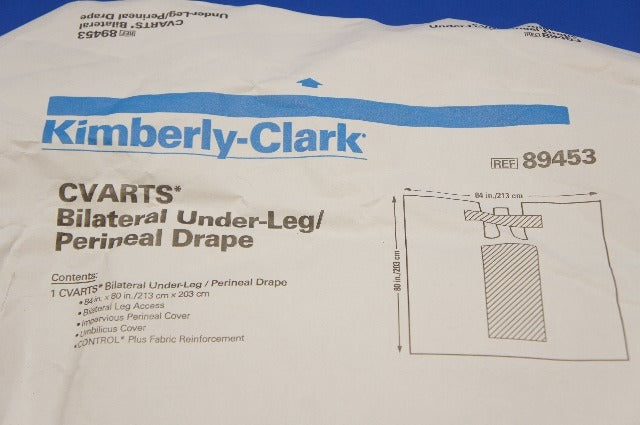 CVARTS* Bilateral
Under-Leg/Perineal Drape
REF 89453
Kimberly-Clark*
REF 89453
CVARTS*
Bilateral Under-Leg/
Perineal Drape
Contents:
1 CVARTS* Bilateral Under-Leg / Perineal Drape
• 84 in. x 80 in./213 cm x 203 cm
• Bilateral Leg Access
• Impervious Perineal Cover
• Umbilicus Cover
• CONTROL* Plus Fabric Reinforcement
84 in./213 cm
80 in./203 cm